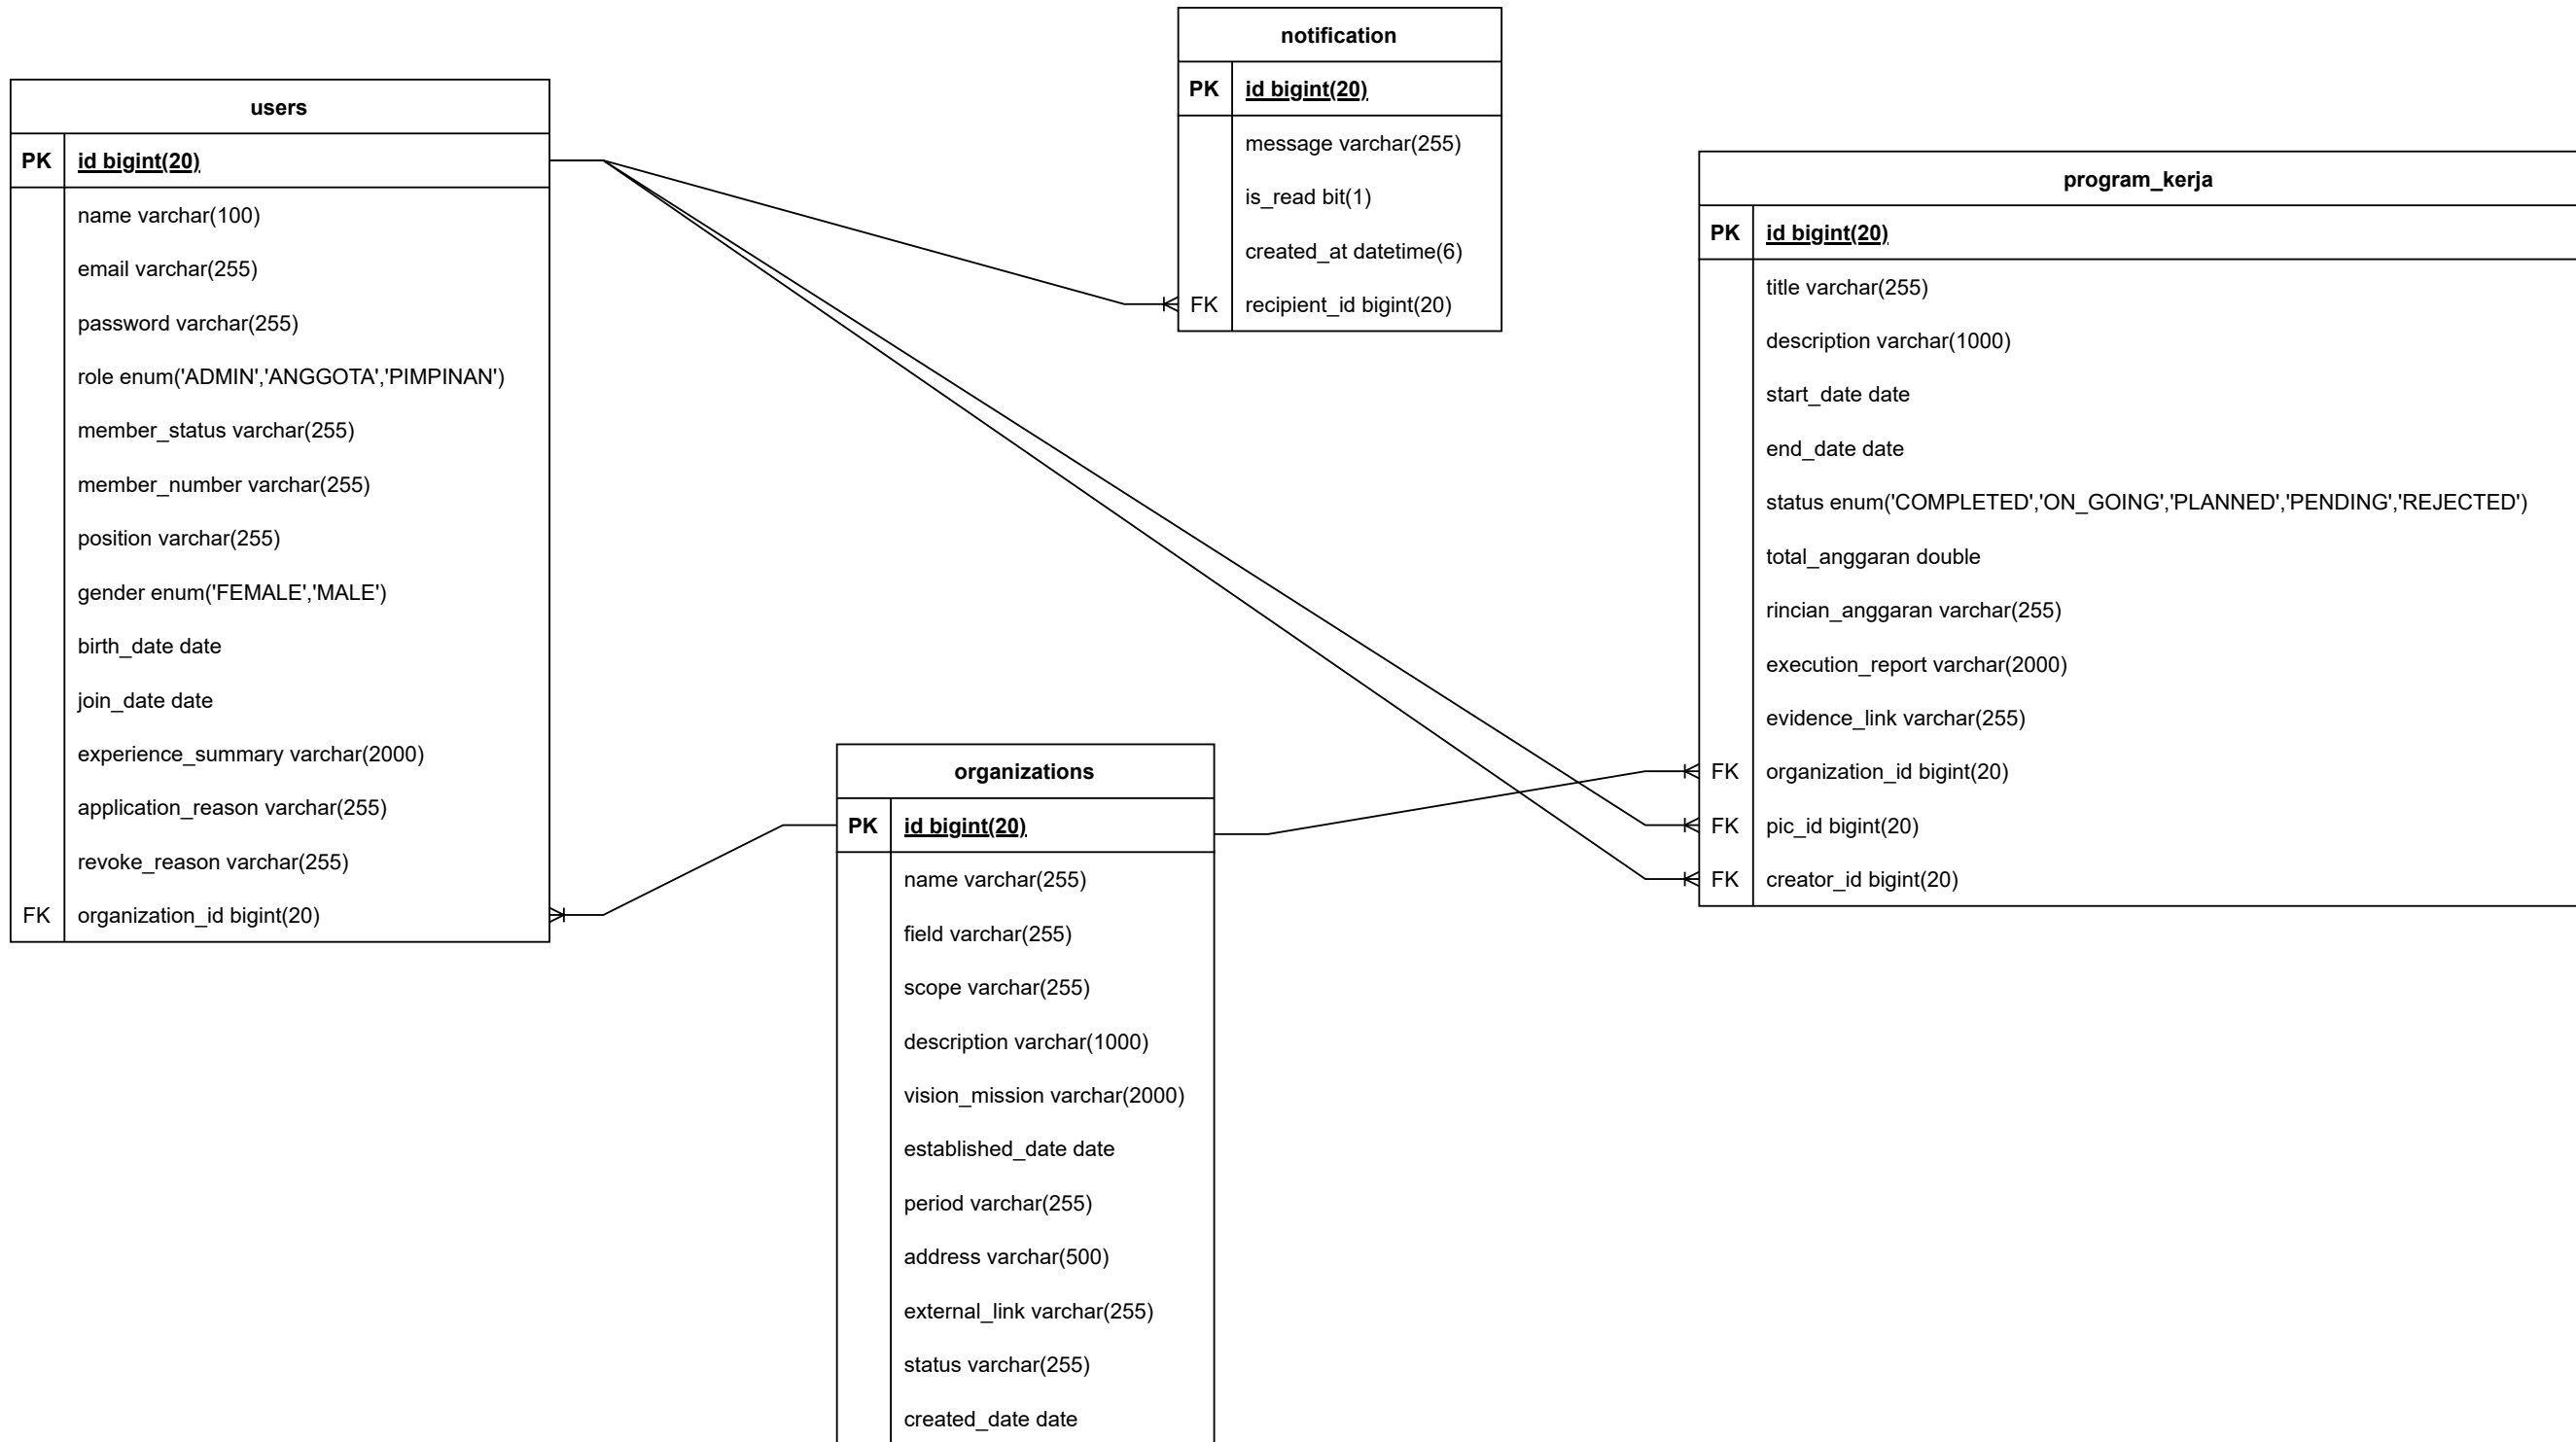 users
PK id bigint(20)
name varchar(100)
email varchar(255)
password varchar(255)
role enum('ADMIN','ANGGOTA','PIMPINAN')
member_status varchar(255)
member_number varchar(255)
position varchar(255)
gender enum('FEMALE','MALE')
birth_date date
join_date date
experience_summary varchar(2000)
application_reason varchar(255)
revoke_reason varchar(255)
FK organization_id bigint(20)
notification
PK id bigint(20)
message varchar(255)
is_read bit(1)
created_at datetime(6)
FK recipient_id bigint(20)
organizations
PK id bigint(20)
name varchar(255)
field varchar(255)
scope varchar(255)
description varchar(1000)
vision_mission varchar(2000)
established_date date
period varchar(255)
address varchar(500)
external_link varchar(255)
status varchar(255)
created_date date
program_kerja
PK id bigint(20)
title varchar(255)
description varchar(1000)
start_date date
end_date date
status enum('COMPLETED','ON_GOING','PLANNED','PENDING','REJECTED')
total_anggaran double
rincian_anggaran varchar(255)
execution_report varchar(2000)
evidence_link varchar(255)
FK organization_id bigint(20)
FK pic_id bigint(20)
FK creator_id bigint(20)